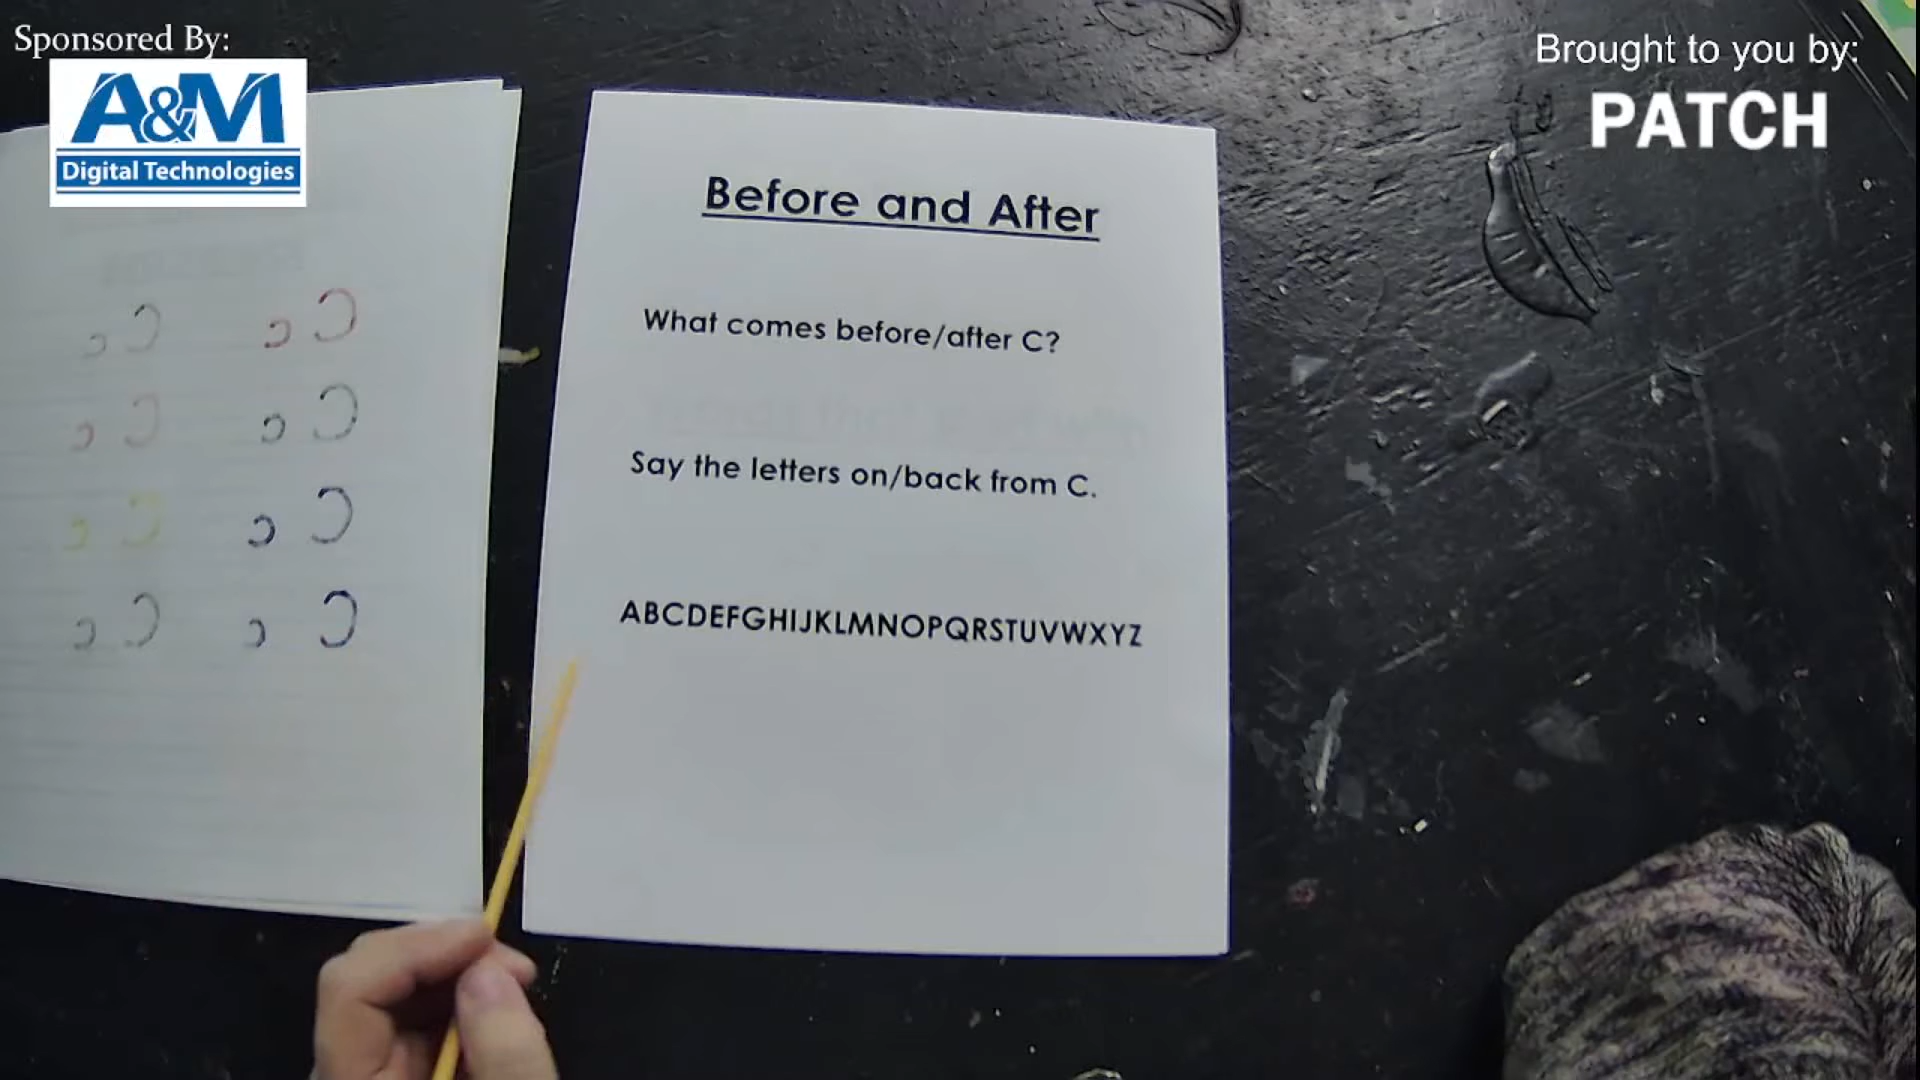 Sponsored By:
A&M
Digital Technologies
Brought to you by:
PATCH
Before and After
What comes before/after C?
Say the letters on/back from C.
ABCDEFGHIJKLMNOPQRSTUVWXYZ